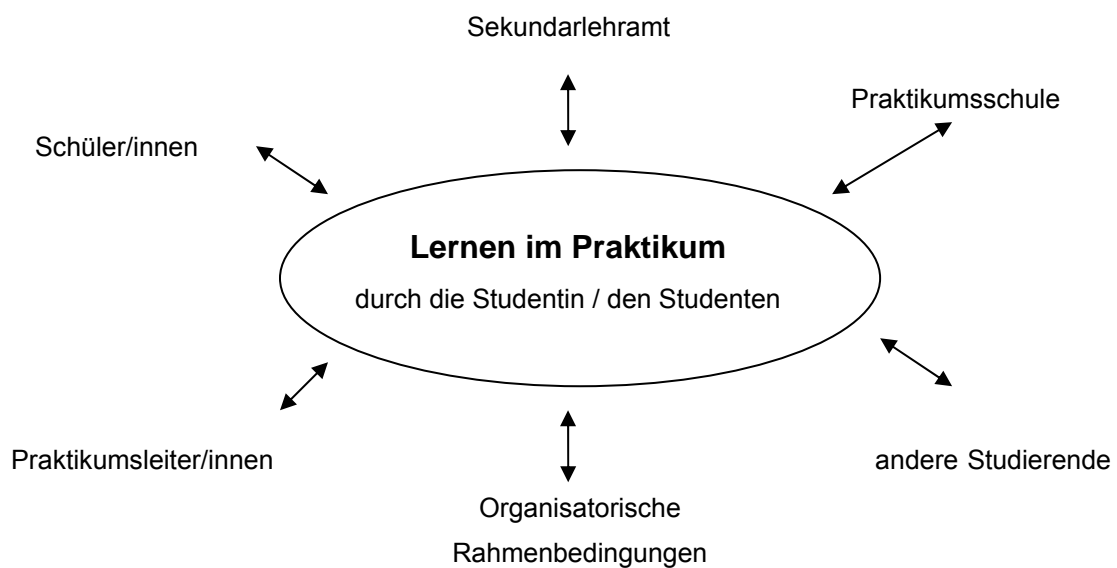 Sekundarlehramt
Praktikumsschule
Schüler/innen
Lernen im Praktikum
durch die Studentin / den Studenten
Praktikumsleiter/innen
andere Studierende
Organisatorische
Rahmenbedingungen